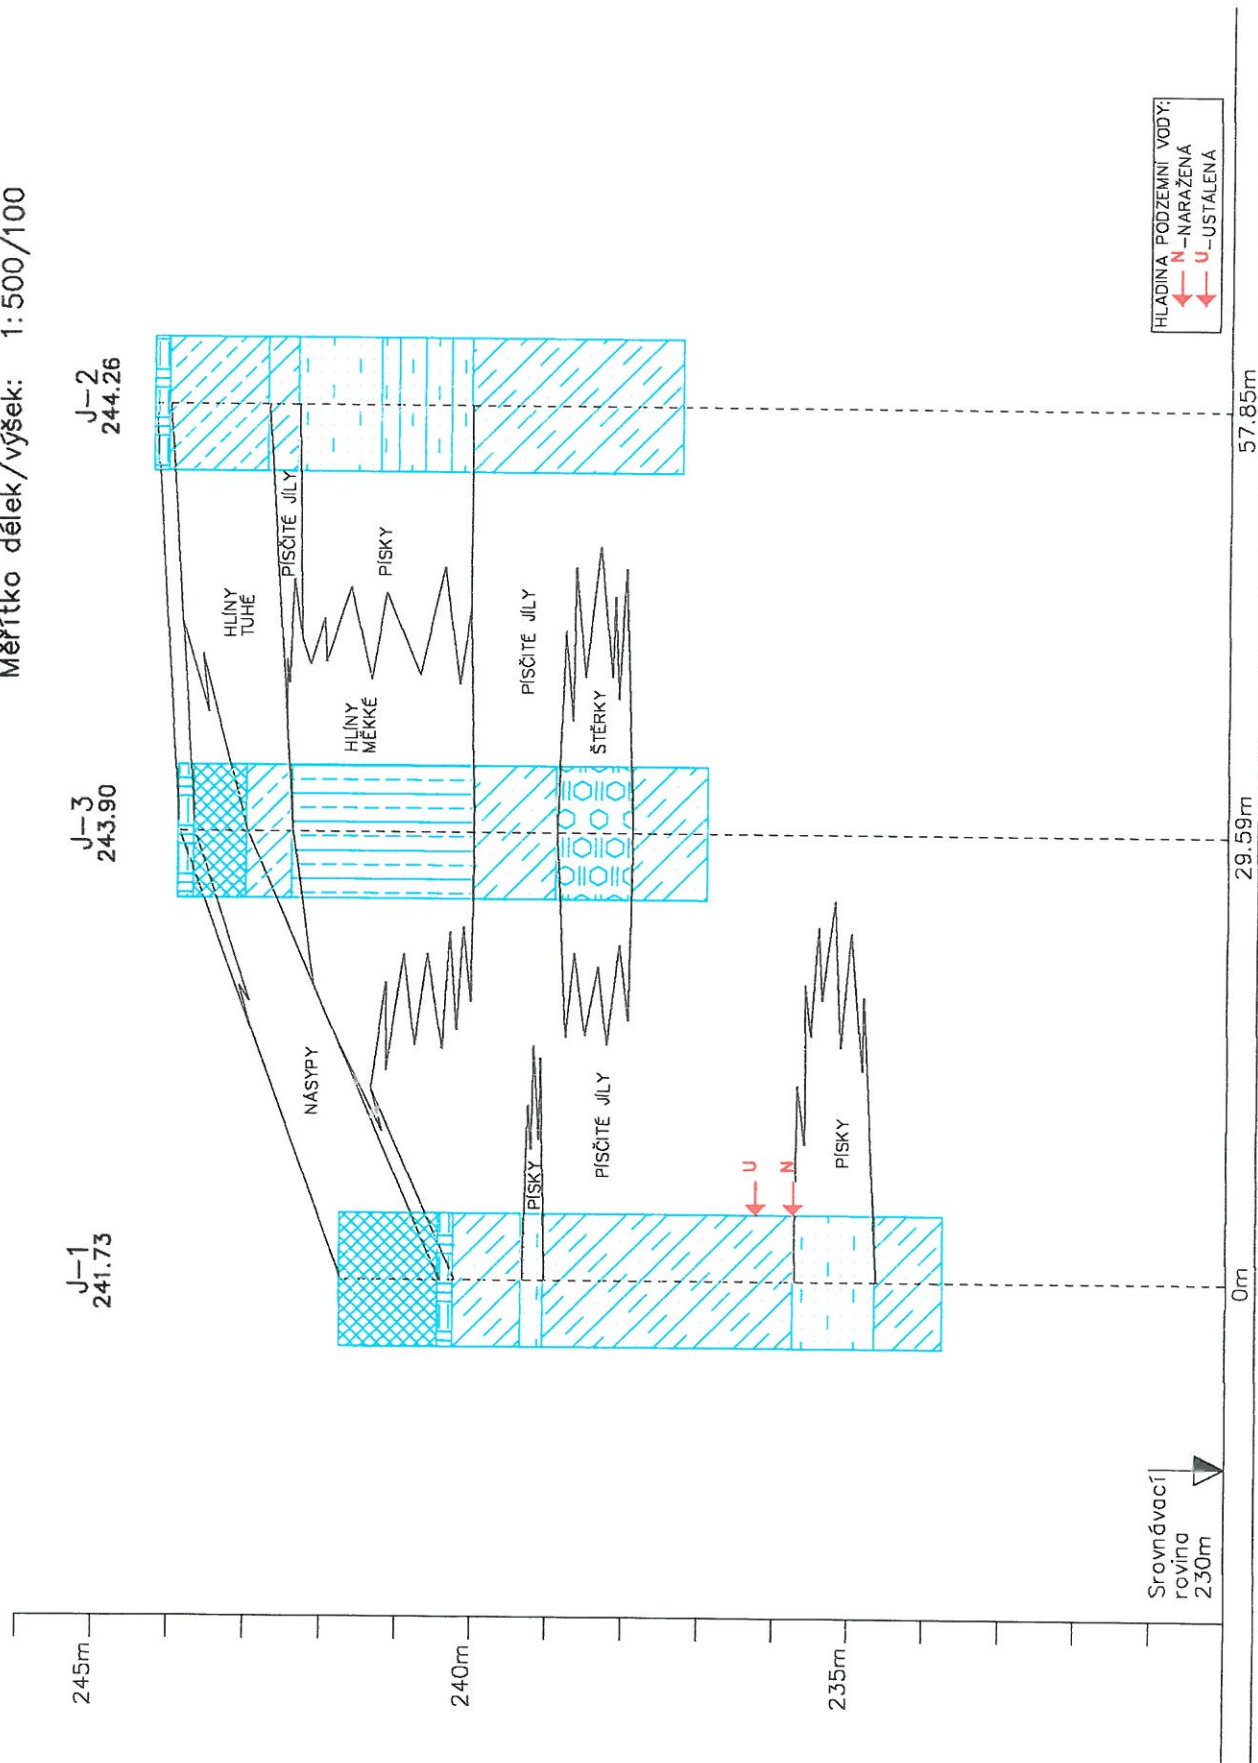 Měřítko délek/výšek: 1:500/100
J-1
241.73
J-3
243.90
J-2
244.26
245m
240m
235m
HLÍNY
TUHÉ
PÍSČITÉ JÍLY
PÍSKY
NÁSYPY
HLÍNY
MĚKKÉ
PÍSČITÉ JÍLY
ŠTĚRKY
PÍSKY
PÍSČITÉ JÍLY
U
N
PÍSKY
Srovnávací
rovina
230m
HLADINA PODZEMNÍ VODY:
N-NARAŽENÁ
U-USTÁLENÁ
0m
29.59m
57.85m